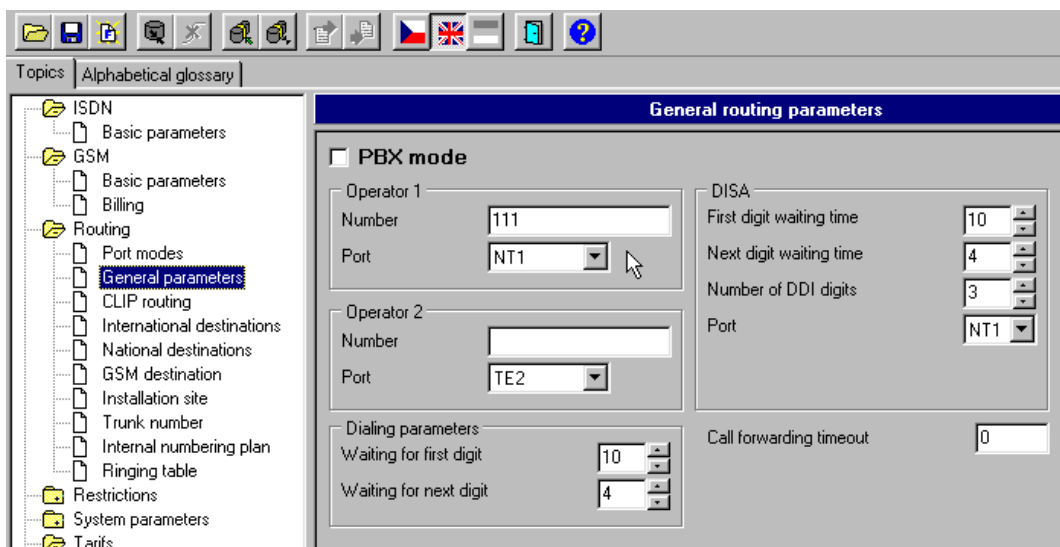 Topics
Alphabetical glossary
ISDN
Basic parameters
GSM
Basic parameters
Billing
Routing
Port modes
General parameters
CLIP routing
International destinations
National destinations
GSM destination
Installation site
Trunk number
Internal numbering plan
Ringing table
Restrictions
System parameters
Tarifs
General routing parameters
PBX mode
Operator 1
Number 111
Port NT1
Operator 2
Number
Port TE2
Dialing parameters
Waiting for first digit 10
Waiting for next digit 4
DISA
First digit waiting time 10
Next digit waiting time 4
Number of DDI digits 3
Port NT1
Call forwarding timeout 0